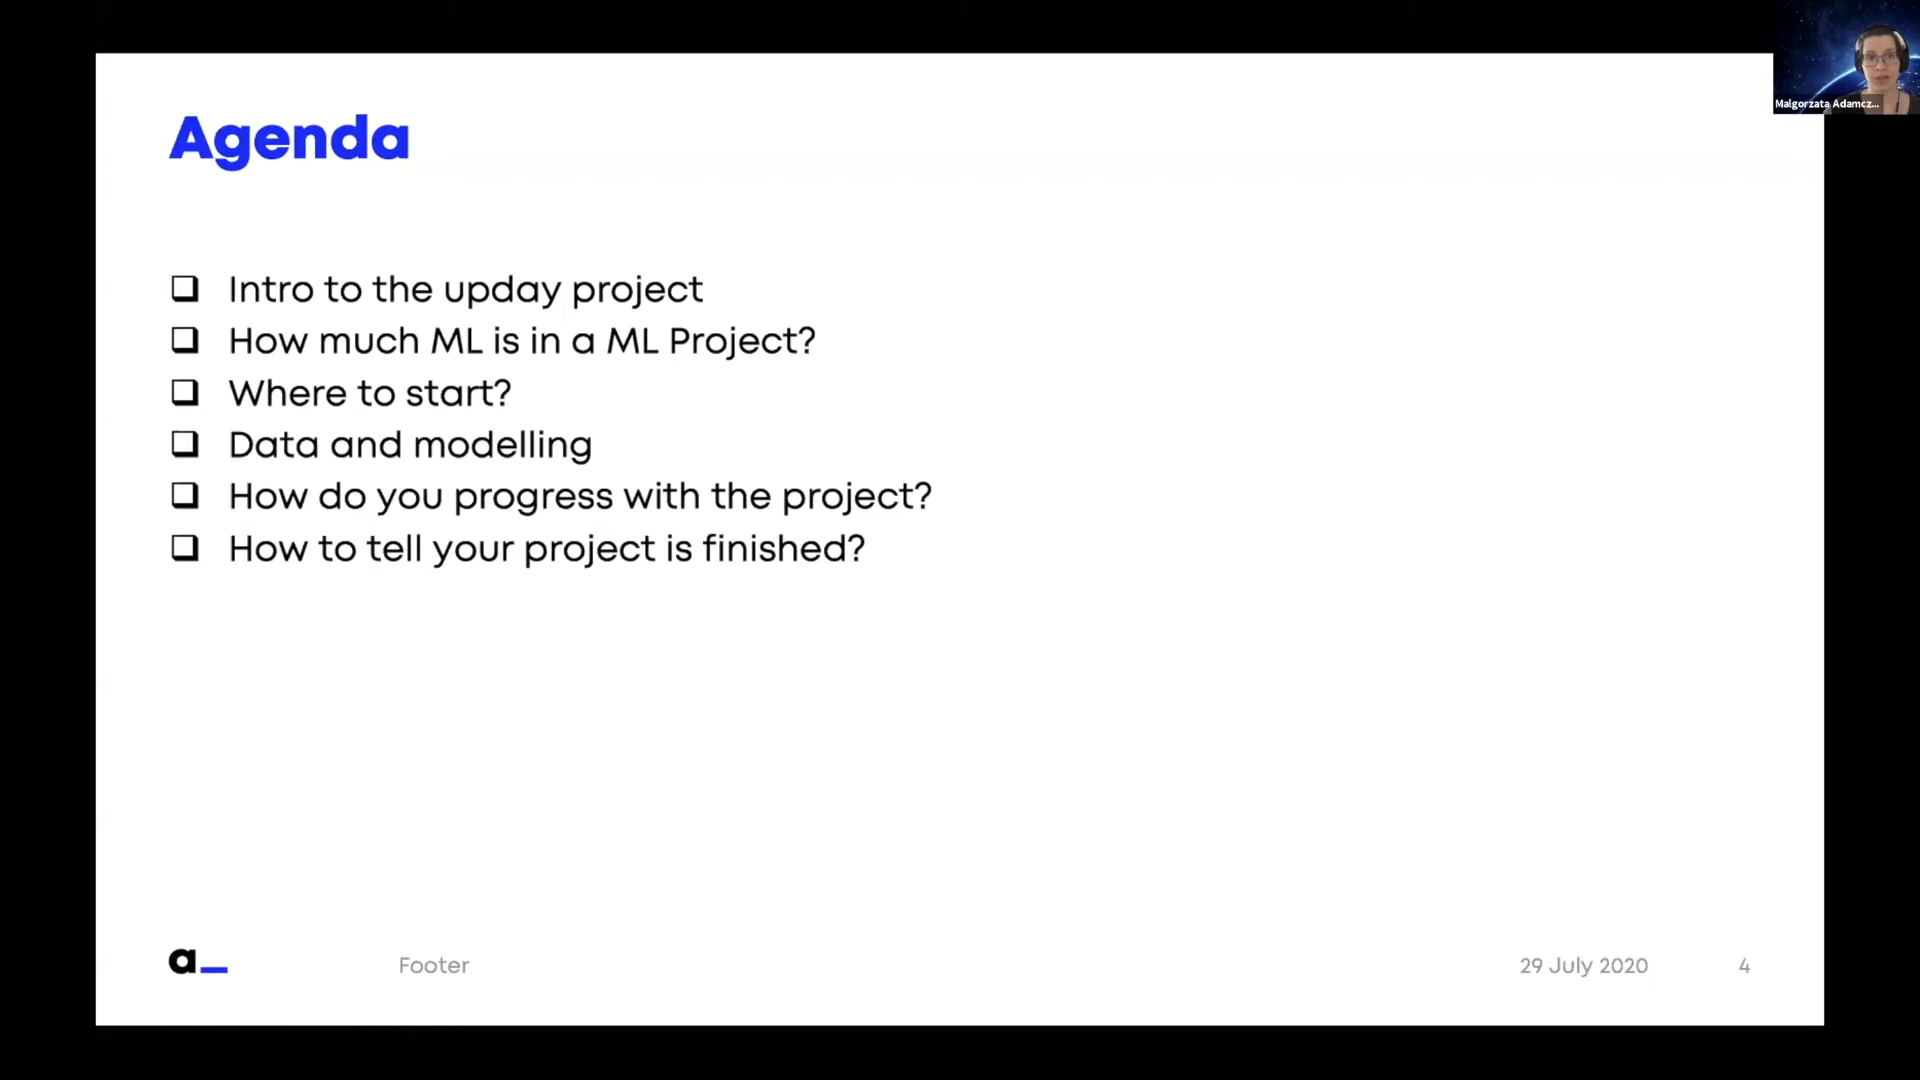 Malgorzata Adamcz...
Agenda
Intro to the upday project
How much ML is in a ML Project?
Where to start?
Data and modelling
How do you progress with the project?
How to tell your project is finished?
a_
Footer
29 July 2020
4